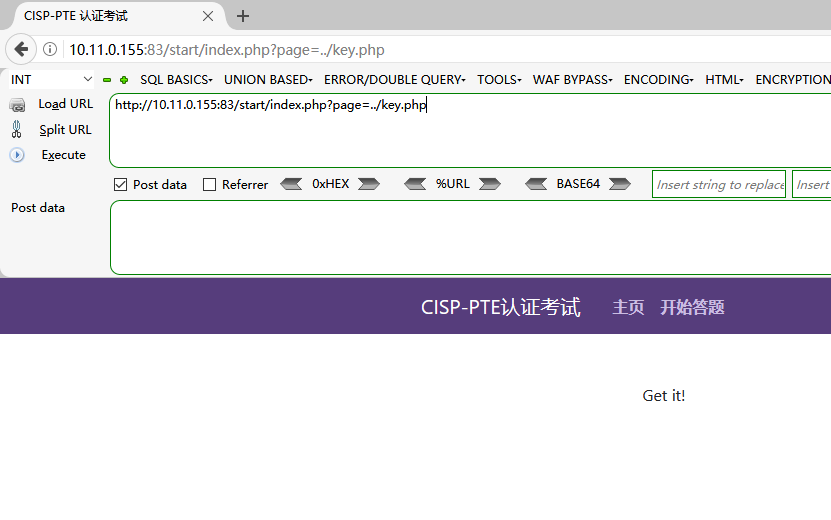 CISP-PTE 认证考试
10.11.0.155:83/start/index.php?page=../key.php
INT SQL BASICS UNION BASED ERROR/DOUBLE QUERY TOOLS WAF BYPASS ENCODING HTML ENCRYPTION
Load URL http://10.11.0.155:83/start/index.php?page=../key.php
Split URL
Execute
Post data Referrer 0xHEX %URL BASE64 Insert string to replace Insert
Post data
CISP-PTE认证考试 主页 开始答题
Get it!